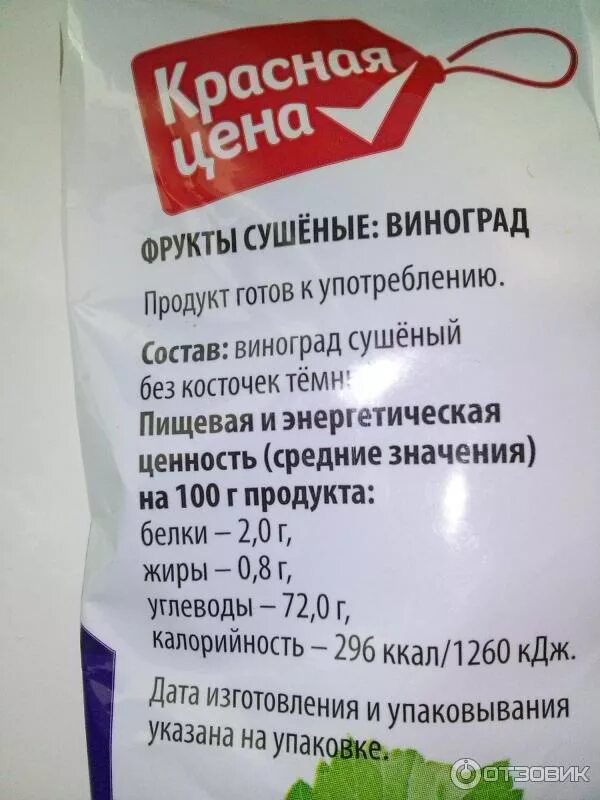 Красная
цена
ФРУКТЫ СУШЁНЫЕ: ВИНОГРАД
Продукт готов к употреблению.
Состав: виноград сушёный
без косточек
Пищевая и энергетическая
ценность (средние значения)
на 100 г продукта:
белки – 2,0 г,
жиры – 0,8 г,
углеводы – 72,0 г,
калорийность – 296 ккал/1260 кДж.
Дата изготовления и упаковывания
указана на упаковке.
ОТЗОВИК